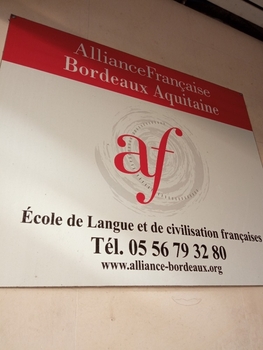 AllianceFrançaise
Bordeaux Aquitaine
af
École de Langue et de civilisation françaises
Tél. 05 56 79 32 80
www.alliance-bordeaux.org